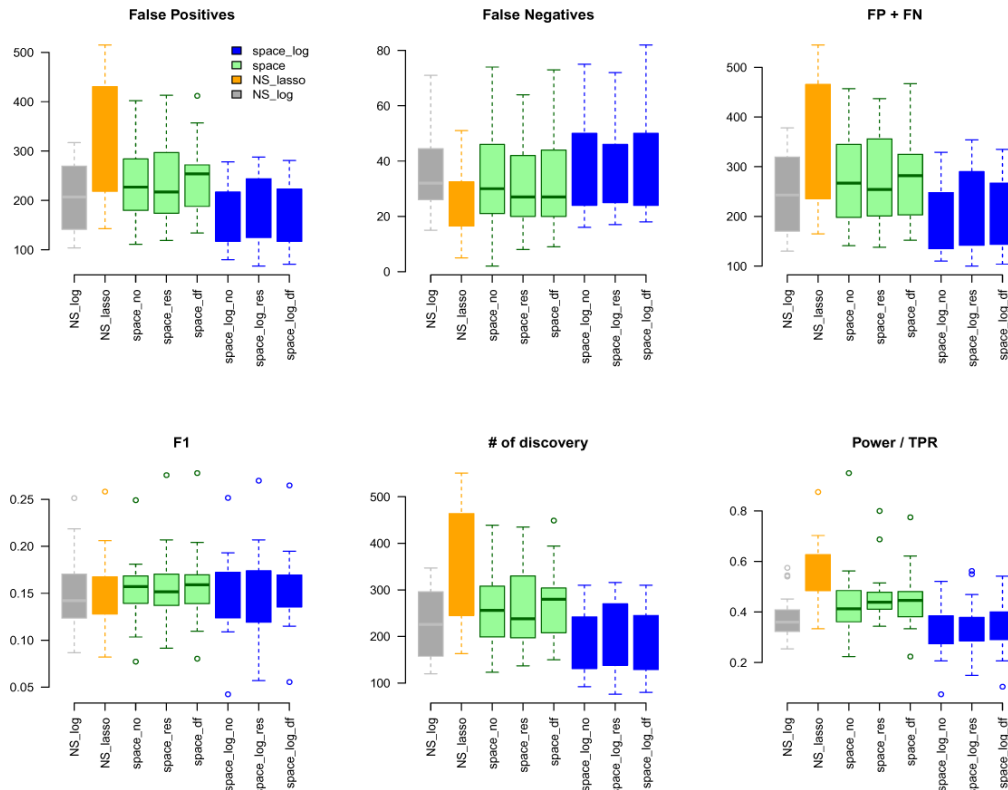 False Positives
500
400
300
200
100
space_log
space
NS_lasso
NS_log
NS_log
NS_lasso
space_no
space_res
space_df
space_log_no
space_log_res
space_log_df
False Negatives
80
60
40
20
0
NS_log
NS_lasso
space_no
space_res
space_df
space_log_no
space_log_res
space_log_df
FP + FN
500
400
300
200
100
NS_log
NS_lasso
space_no
space_res
space_df
space_log_no
space_log_res
space_log_df
F1
0.25
0.20
0.15
0.10
0.05
NS_log
NS_lasso
space_no
space_res
space_df
space_log_no
space_log_res
space_log_df
# of discovery
500
400
300
200
100
NS_log
NS_lasso
space_no
space_res
space_df
space_log_no
space_log_res
space_log_df
Power / TPR
0.8
0.6
0.4
0.2
NS_log
NS_lasso
space_no
space_res
space_df
space_log_no
space_log_res
space_log_df